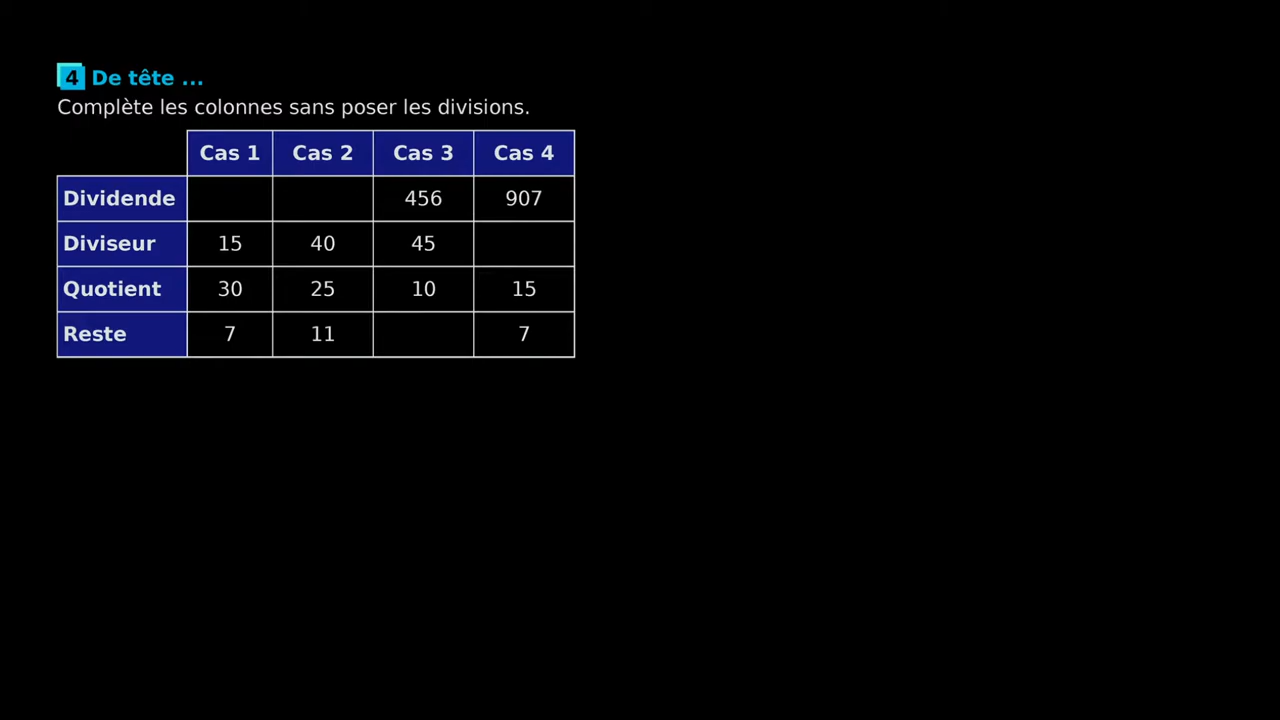 4 De tête ...
Complète les colonnes sans poser les divisions.
Cas 1 Cas 2 Cas 3 Cas 4
Dividende 456 907
Diviseur 15 40 45
Quotient 30 25 10 15
Reste 7 11 7